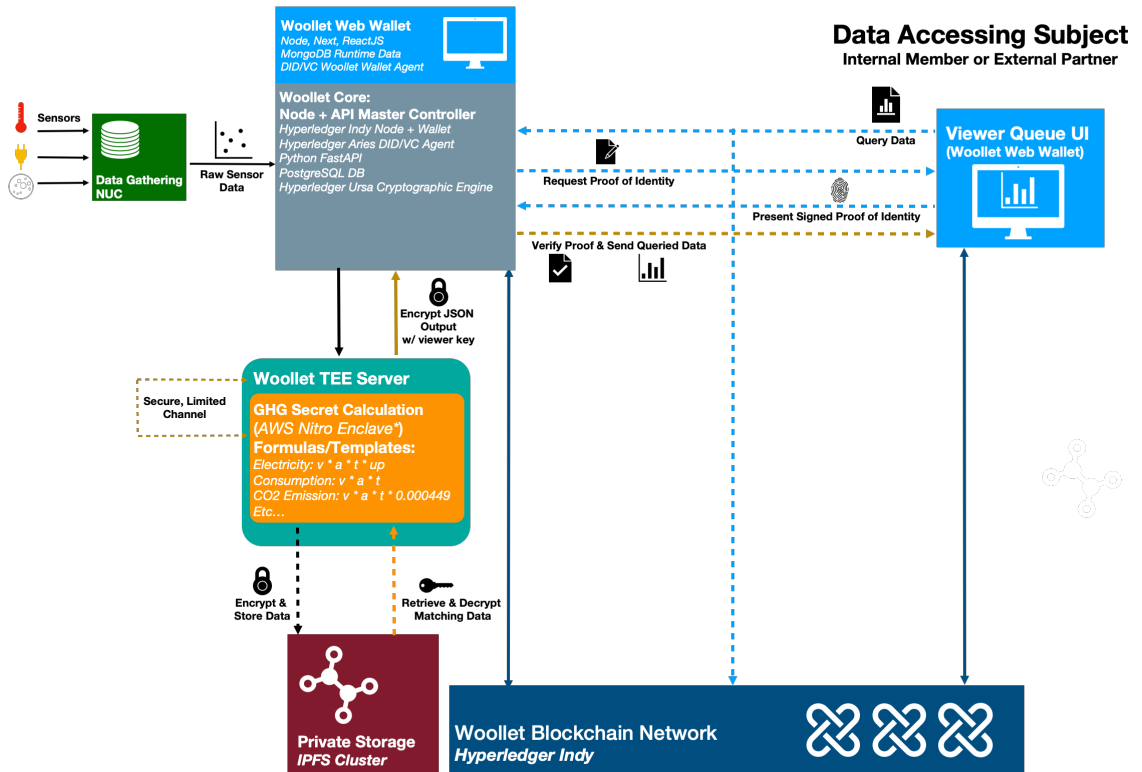 Woollet Web Wallet
Node, Next, ReactJS
MongoDB Runtime Data
DID/VC Woollet Wallet Agent
Data Accessing Subject
Internal Member or External Partner
Woollet Core:
Node + API Master Controller
Hyperledger Indy Node + Wallet
Hyperledger Aries DID/VC Agent
Python FastAPI
PostgreSQL DB
Hyperledger Ursa Cryptographic Engine
Sensors
Data Gathering
NUC
Raw Sensor
Data
Query Data
Request Proof of Identity
Present Signed Proof of Identity
Verify Proof & Send Queried Data
Viewer Queue UI
(Woollet Web Wallet)
Encrypt JSON
Output
w/ viewer key
Woollet TEE Server
Secure, Limited
Channel
GHG Secret Calculation
(AWS Nitro Enclave*)
Formulas/Templates:
Electricity: v * a * t * up
Consumption: v * a * t
CO2 Emission: v * a * t * 0.000449
Etc...
Encrypt &
Store Data
Retrieve & Decrypt
Matching Data
Private Storage
IPFS Cluster
Woollet Blockchain Network
Hyperledger Indy